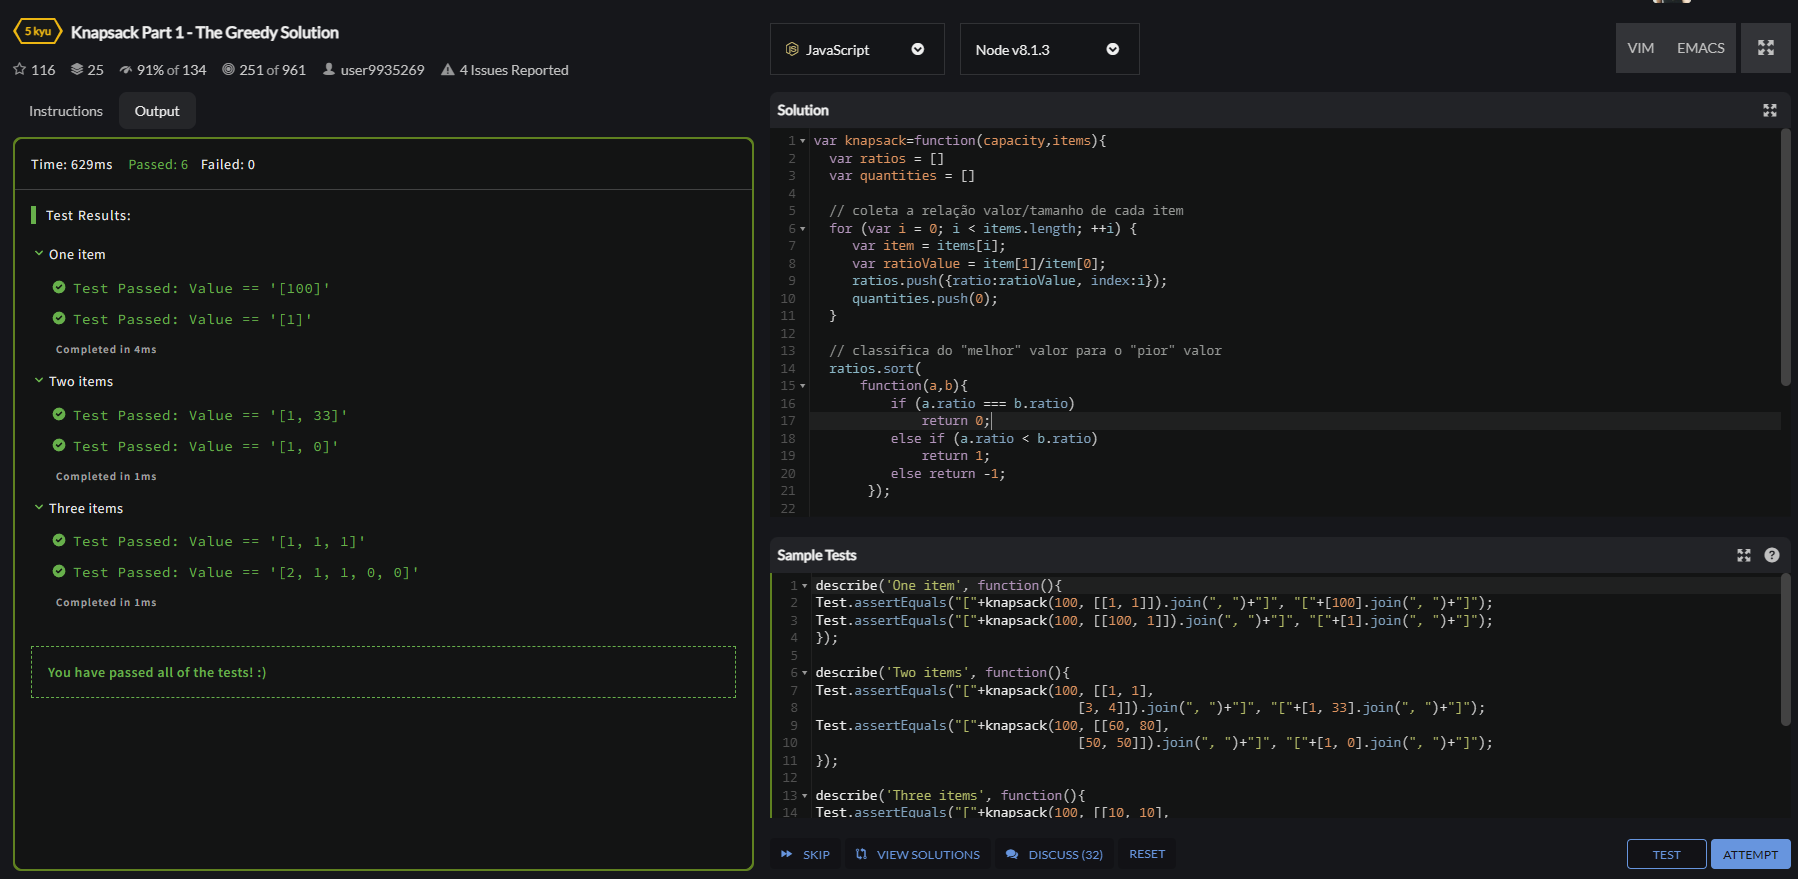 5 kyu Knapsack Part 1 - The Greedy Solution
116 25 91% of 134 251 of 961 user9935269 4 Issues Reported
Instructions Output
Time: 629ms Passed: 6 Failed: 0
Test Results:
One item
Test Passed: Value == '[100]'
Test Passed: Value == '[1]'
Completed in 4ms
Two items
Test Passed: Value == '[1, 33]'
Test Passed: Value == '[1, 0]'
Completed in 1ms
Three items
Test Passed: Value == '[1, 1, 1]'
Test Passed: Value == '[2, 1, 1, 0, 0]'
Completed in 1ms
You have passed all of the tests! :)
JS JavaScript Node v8.1.3 VIM EMACS
Solution
1 var knapsack=function(capacity,items){
2 var ratios = []
3 var quantities = []
4
5 // coleta a relação valor/tamanho de cada item
6 for (var i = 0; i < items.length; ++i) {
7 var item = items[i];
8 var ratioValue = item[1]/item[0];
9 ratios.push({ratio:ratioValue, index:i});
10 quantities.push(0);
11 }
12
13 // classifica do "melhor" valor para o "pior" valor
14 ratios.sort(
15 function(a,b){
16 if (a.ratio === b.ratio)
17 return 0;
18 else if (a.ratio < b.ratio)
19 return 1;
20 else return -1;
21 });
22
Sample Tests ?
1 describe('One item', function(){
2 Test.assertEquals("["+knapsack(100, [[1, 1]]).join(", ")+"]", "["+[100].join(", ")+"]");
3 Test.assertEquals("["+knapsack(100, [[100, 1]]).join(", ")+"]", "["+[1].join(", ")+"]");
4 });
5
6 describe('Two items', function(){
7 Test.assertEquals("["+knapsack(100, [[1, 1],
8 [3, 4]]).join(", ")+"]", "["+[1, 33].join(", ")+"]");
9 Test.assertEquals("["+knapsack(100, [[60, 80],
10 [50, 50]]).join(", ")+"]", "["+[1, 0].join(", ")+"]");
11 });
12
13 describe('Three items', function(){
14 Test.assertEquals("["+knapsack(100, [[10, 10],
SKIP VIEW SOLUTIONS DISCUSS (32) RESET TEST ATTEMPT